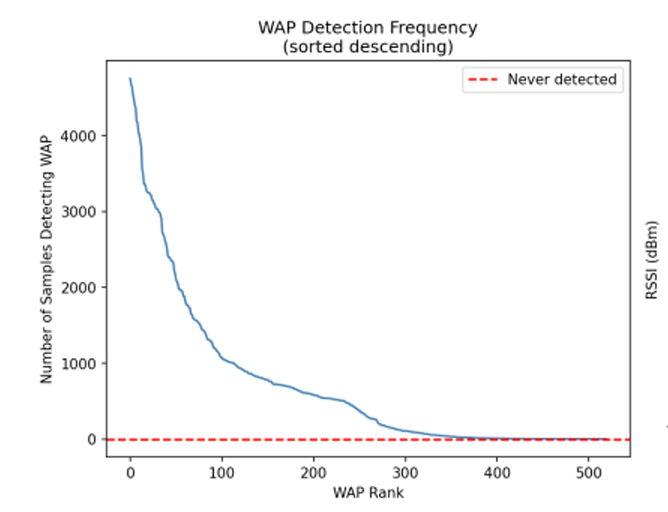 WAP Detection Frequency
(sorted descending)
Never detected
Number of Samples Detecting WAP
4000
3000
2000
1000
0
0 100 200 300 400 500
WAP Rank
RSSI (dBm)